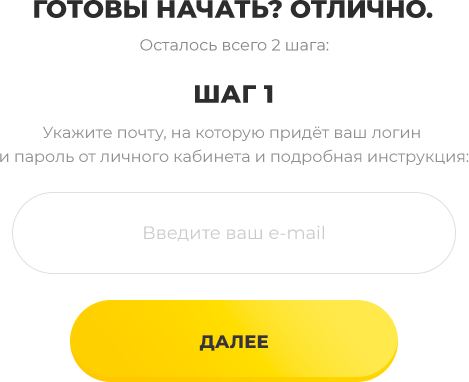 ГОТОВЫ НАЧАТЬ? ОТЛИЧНО.
Осталось всего 2 шага:
ШАГ 1
Укажите почту, на которую придёт ваш логин
и пароль от личного кабинета и подробная инструкция:
Введите ваш e-mail
ДАЛЕЕ